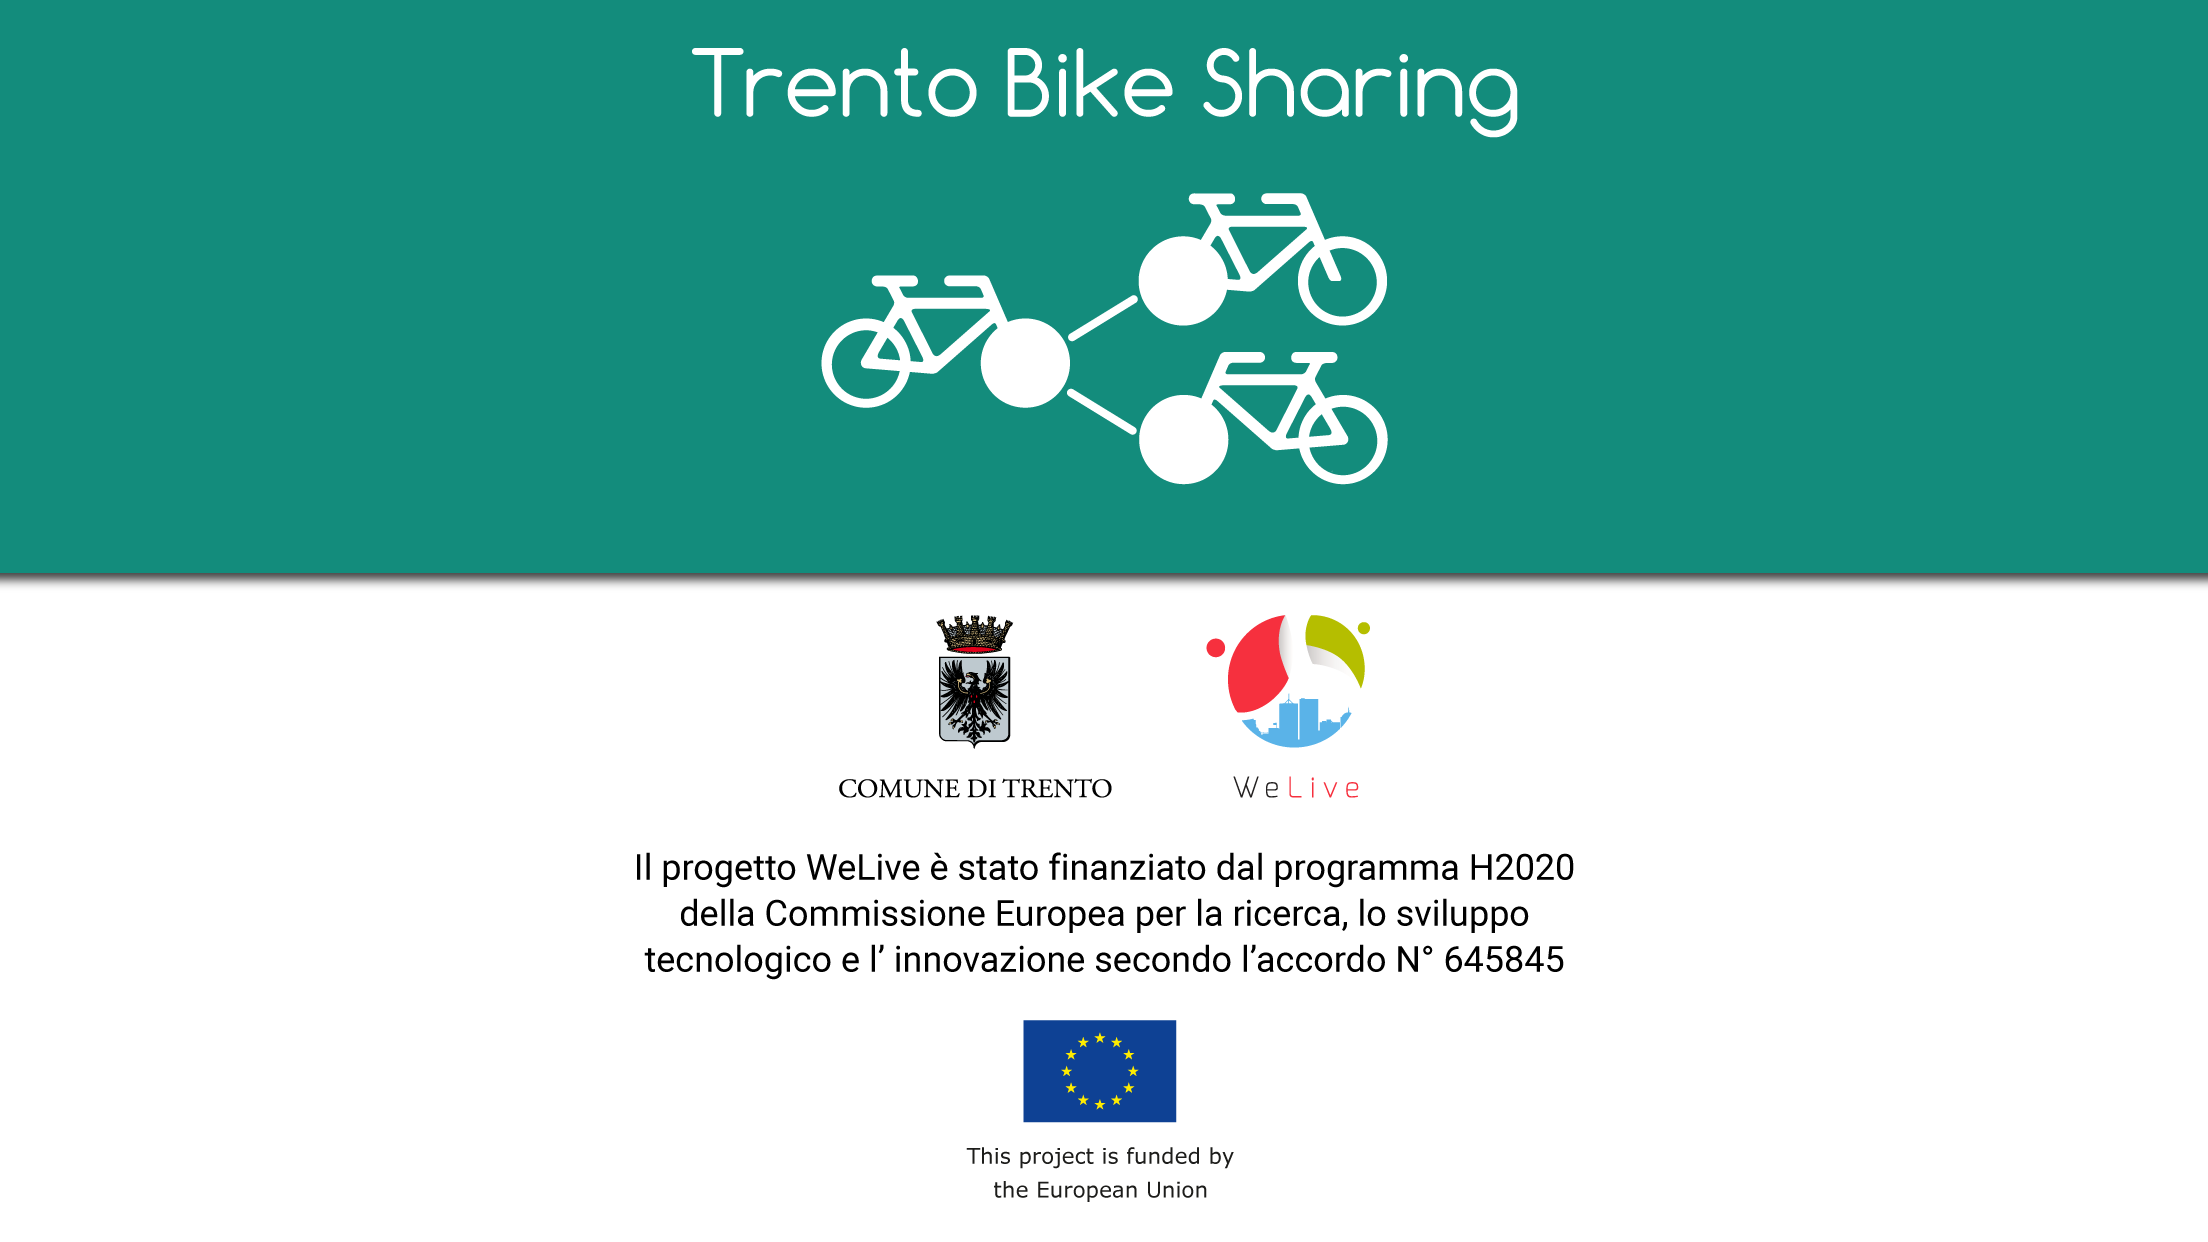 Trento Bike Sharing
COMUNE DI TRENTO
WeLive
Il progetto WeLive è stato finanziato dal programma H2020
della Commissione Europea per la ricerca, lo sviluppo
tecnologico e l’ innovazione secondo l’accordo N° 645845
This project is funded by
the European Union